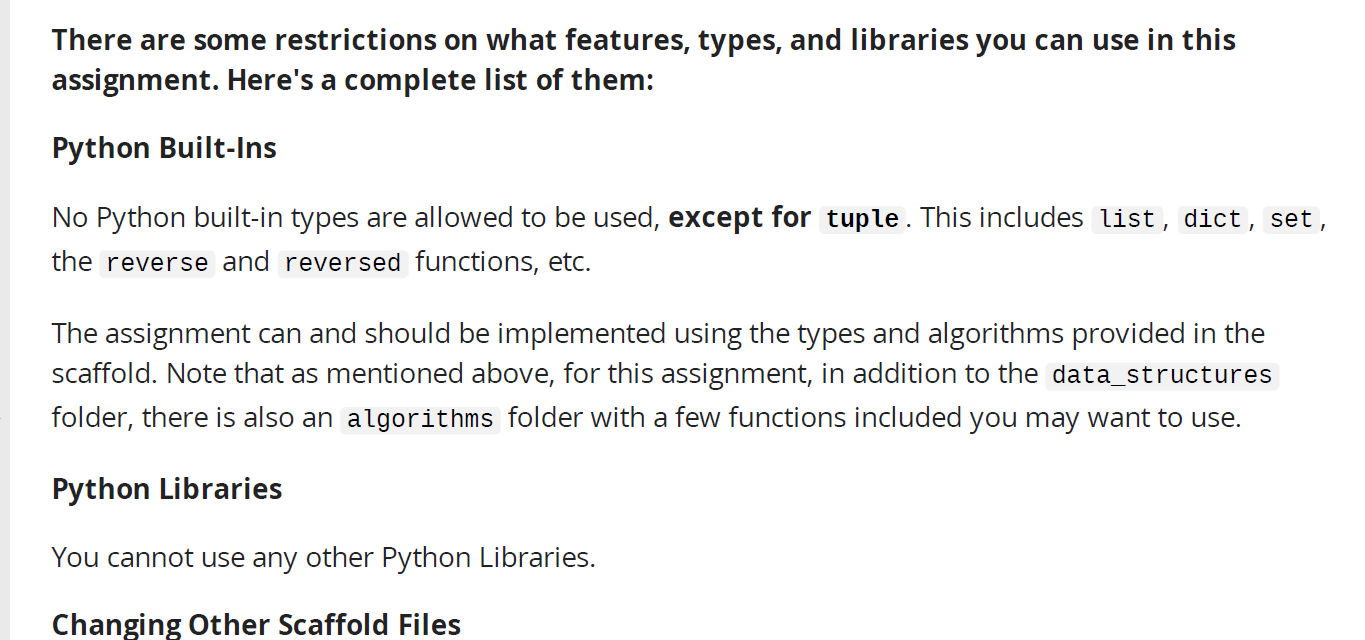 There are some restrictions on what features, types, and libraries you can use in this
assignment. Here's a complete list of them:
Python Built-Ins
No Python built-in types are allowed to be used, except for tuple. This includes list, dict, set,
the reverse and reversed functions, etc.
The assignment can and should be implemented using the types and algorithms provided in the
scaffold. Note that as mentioned above, for this assignment, in addition to the data_structures
folder, there is also an algorithms folder with a few functions included you may want to use.
Python Libraries
You cannot use any other Python Libraries.
Changing Other Scaffold Files